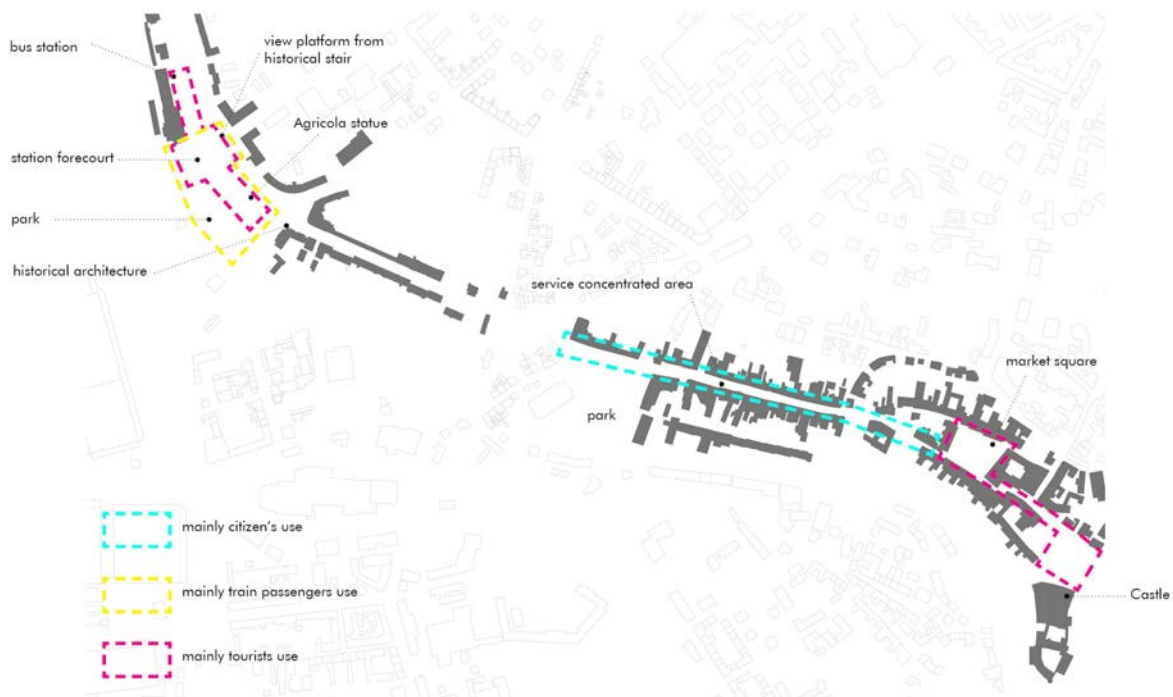 bus station
view platform from
historical stair
Agricola statue
station forecourt
park
historical architecture
service concentrated area
market square
park
mainly citizen's use
mainly train passengers use
Castle
mainly tourists use